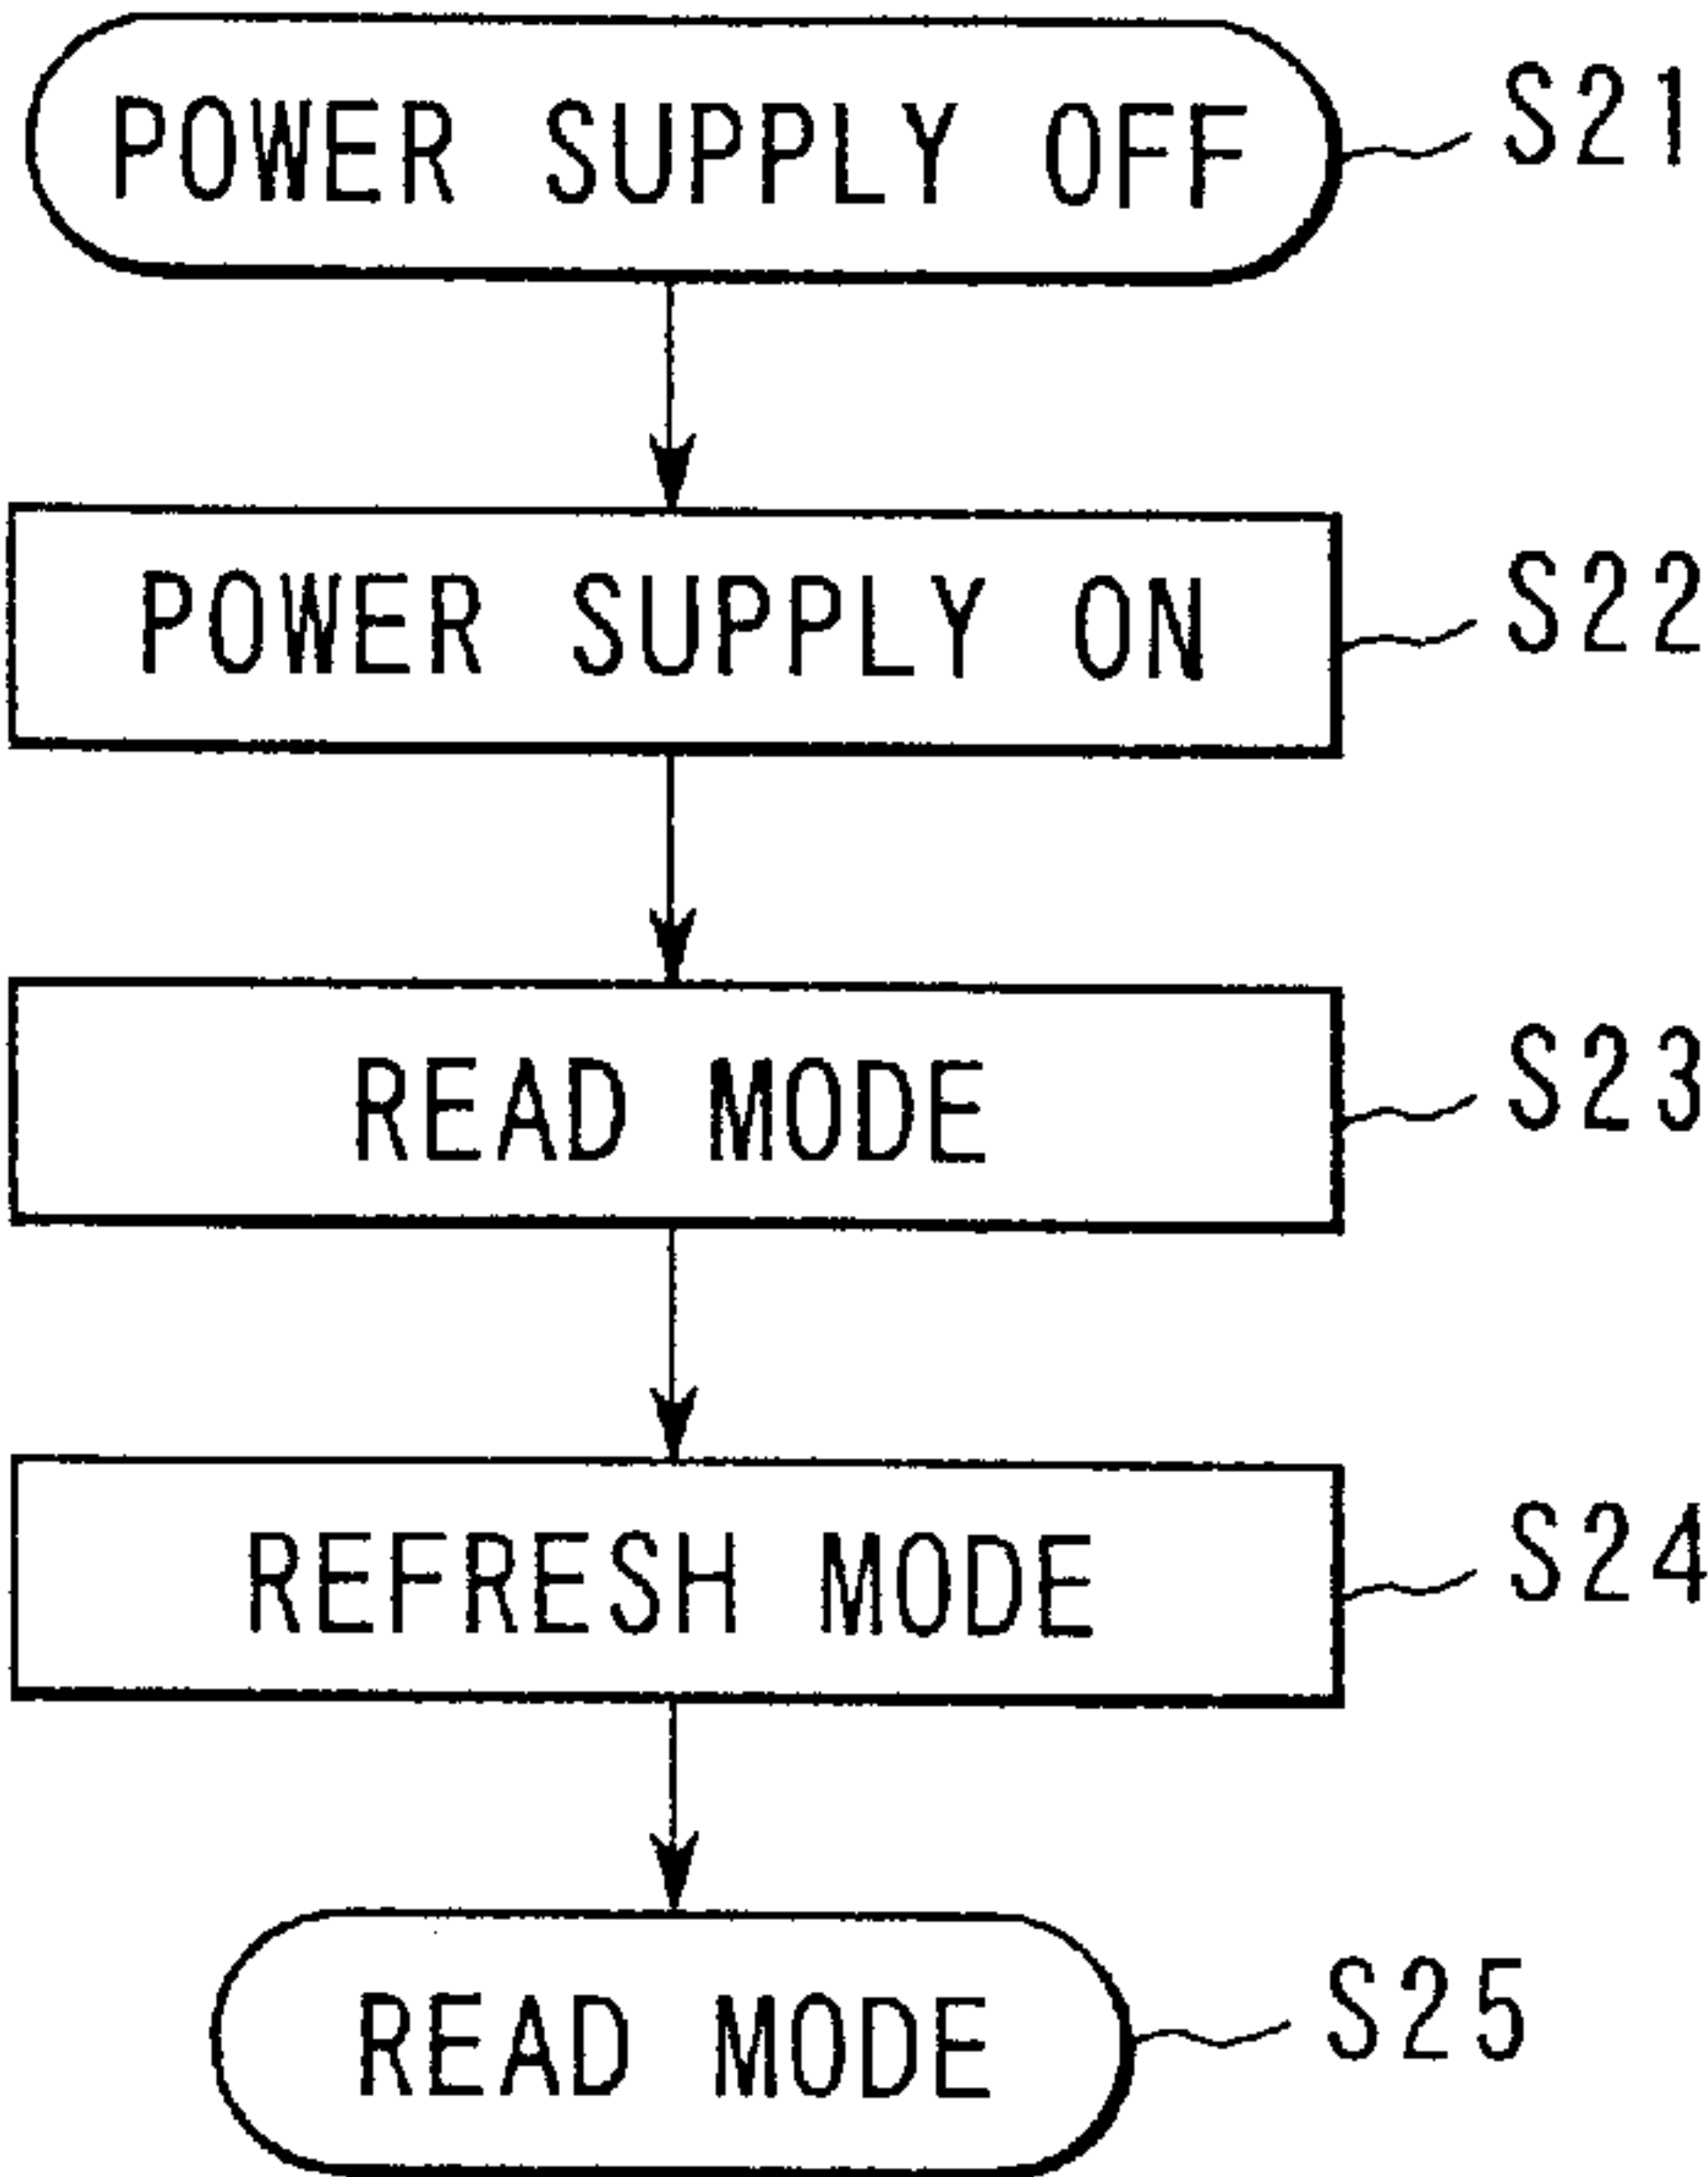 POWER SUPPLY OFF S21
POWER SUPPLY ON S22
READ MODE S23
REFRESH MODE S24
READ MODE S25